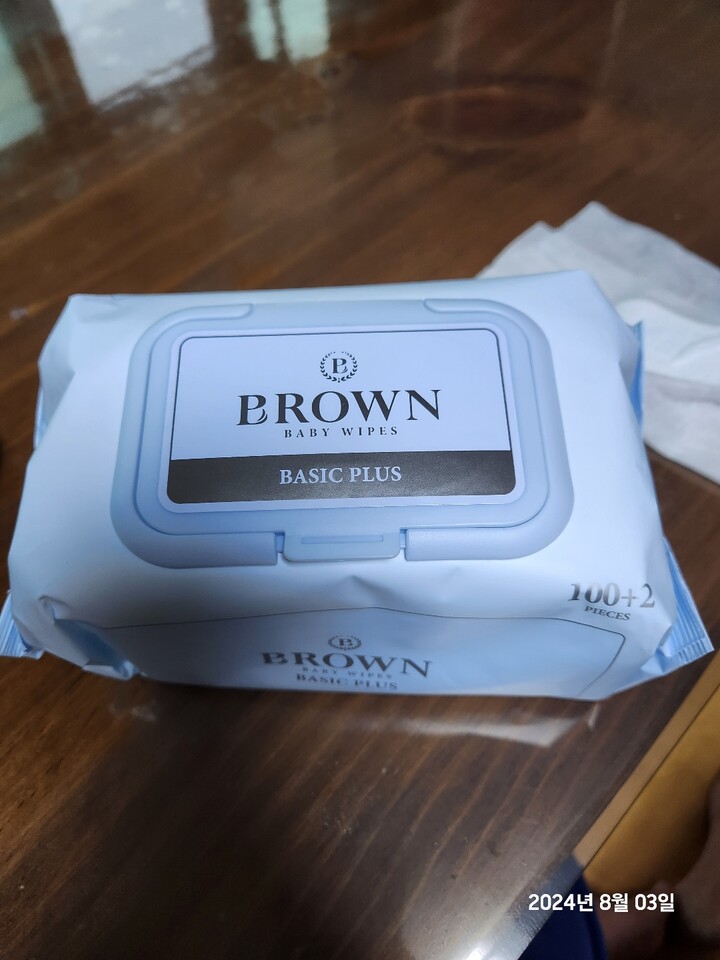 B
BROWN
BABY WIPES
BASIC PLUS
100+2
PIECES
B
BROWN
BABY WIPES
BASIC PLUS
2024년 8월 03일